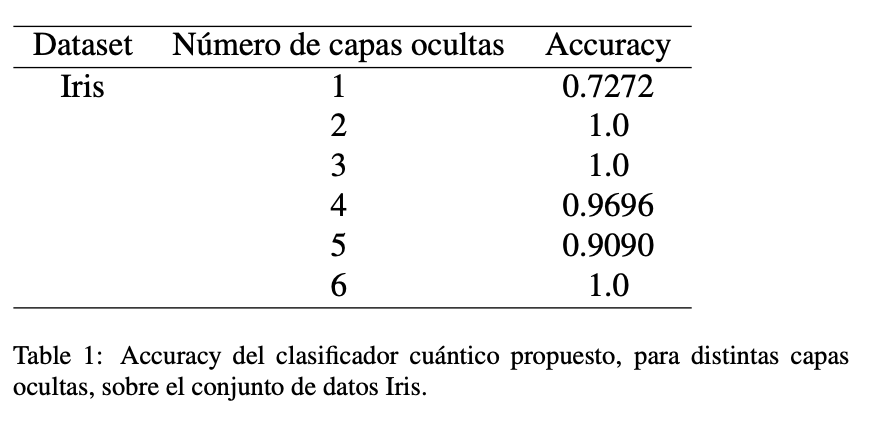 Dataset Número de capas ocultas Accuracy
Iris 1 0.7272
2 1.0
3 1.0
4 0.9696
5 0.9090
6 1.0
Table 1: Accuracy del clasificador cuántico propuesto, para distintas capas
ocultas, sobre el conjunto de datos Iris.